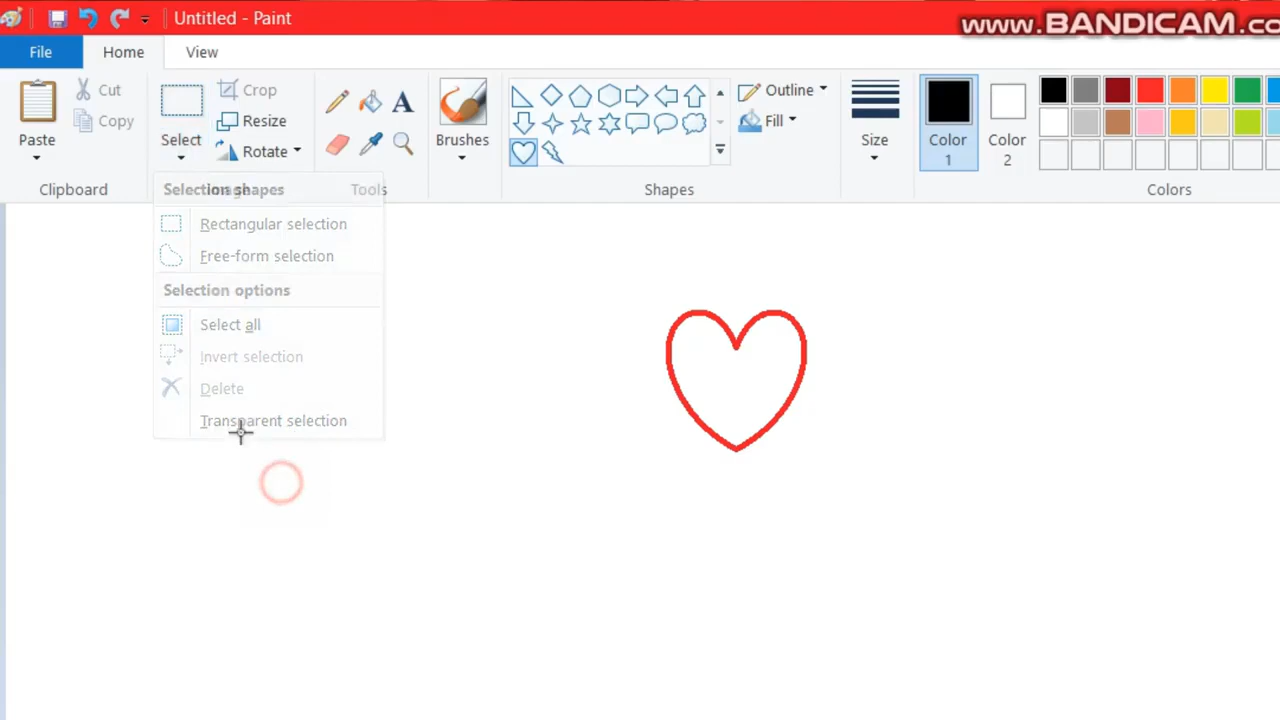 Untitled - Paint
www.BANDICAM.co
File Home View
Paste
Cut
Copy
Clipboard
Select
Crop
Resize
Rotate
Image
Tools
Brushes
Outline
Fill
Shapes
Size
Color 1
Color 2
Colors
Selection shapes
Rectangular selection
Free-form selection
Selection options
Select all
Invert selection
Delete
Transparent selection